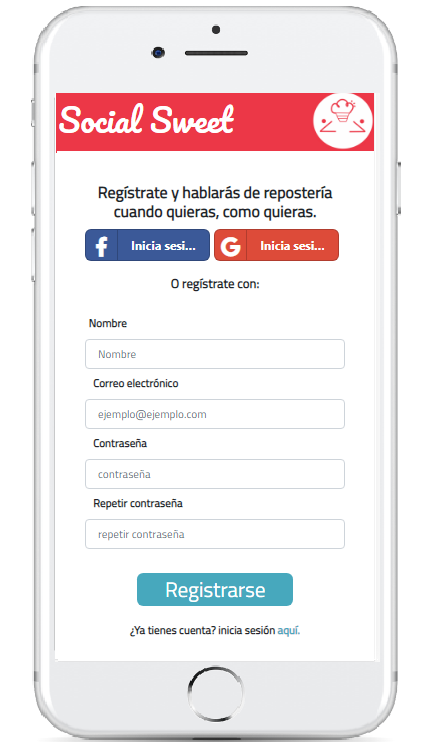 Social Sweet
Regístrate y hablarás de repostería
cuando quieras, como quieras.
f Inicia sesi... G Inicia sesi...
O regístrate con:
Nombre
Nombre
Correo electrónico
ejemplo@ejemplo.com
Contraseña
contraseña
Repetir contraseña
repetir contraseña
Registrarse
¿Ya tienes cuenta? inicia sesión aquí.